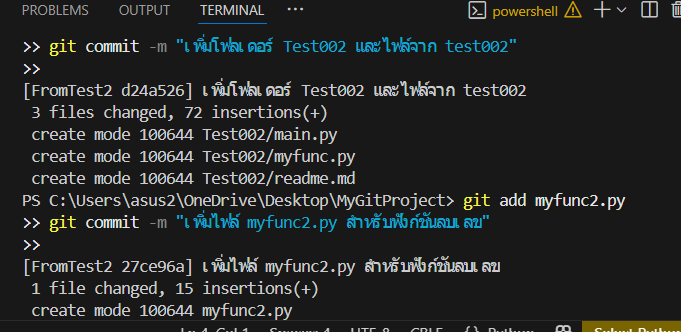 PROBLEMS OUTPUT TERMINAL ... powershell
>> git commit -m "เพิ่มโฟลเดอร์ Test002 และไฟล์จาก test002"
>>
[FromTest2 d24a526] เพิ่มโฟลเดอร์ Test002 และไฟล์จาก test002
3 files changed, 72 insertions(+)
create mode 100644 Test002/main.py
create mode 100644 Test002/myfunc.py
create mode 100644 Test002/readme.md
PS C:\Users\asus2\OneDrive\Desktop\MyGitProject> git add myfunc2.py
>> git commit -m "เพิ่มไฟล์ myfunc2.py สำหรับฟังก์ชันลบเลข"
>>
[FromTest2 27ce96a] เพิ่มไฟล์ myfunc2.py สำหรับฟังก์ชันลบเลข
1 file changed, 15 insertions(+)
create mode 100644 myfunc2.py